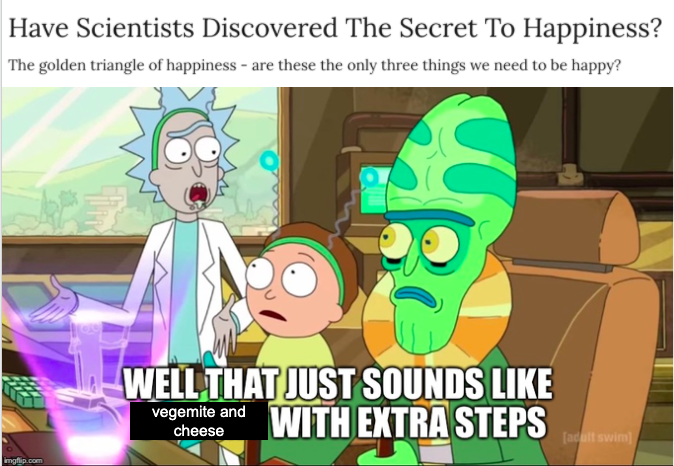 Have Scientists Discovered The Secret To Happiness?
The golden triangle of happiness - are these the only three things we need to be happy?
WELL THAT JUST SOUNDS LIKE
vegemite and
cheese
WITH EXTRA STEPS
[adult swim]
imgflip.com